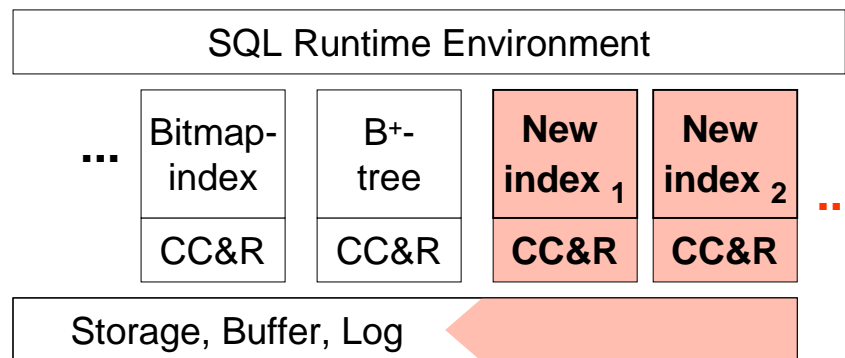 SQL Runtime Environment
...
Bitmap-
index
B+-
tree
New
index 1
New
index 2
..
CC&R
CC&R
CC&R
CC&R
Storage, Buffer, Log